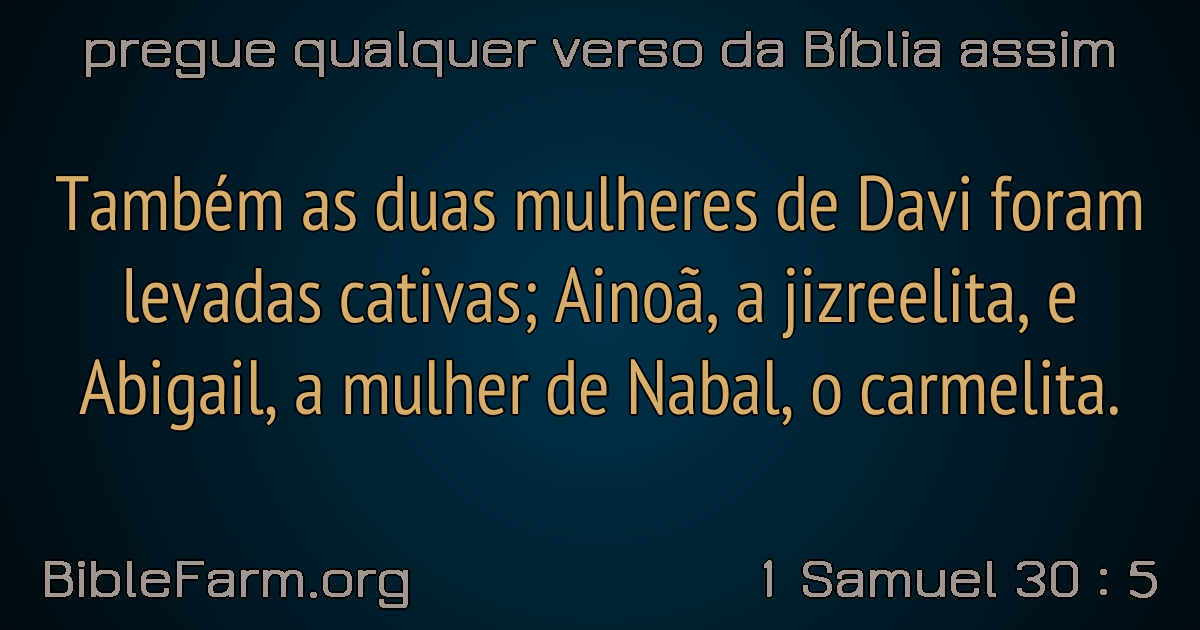 pregue qualquer verso da Bíblia assim
Também as duas mulheres de Davi foram
levadas cativas; Ainoã, a jizreelita, e
Abigail, a mulher de Nabal, o carmelita.
BibleFarm.org
1 Samuel 30 : 5